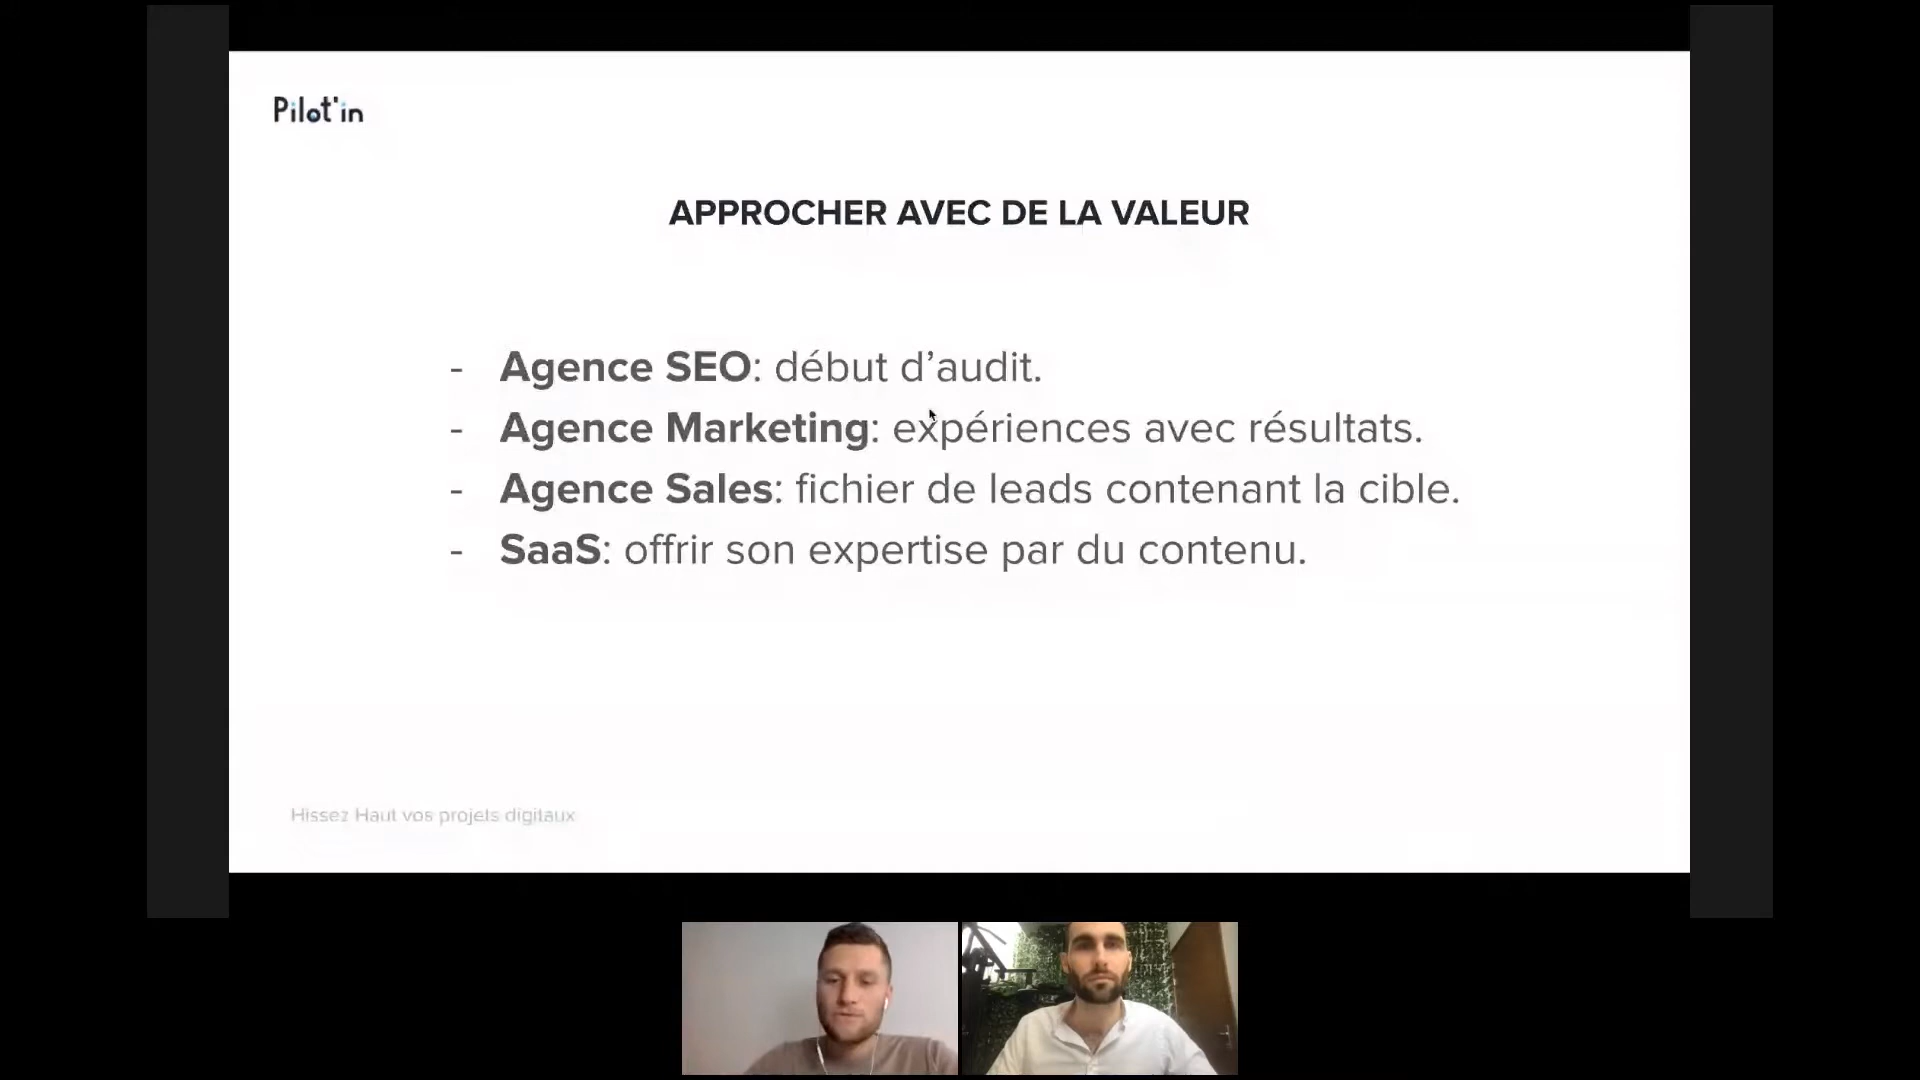 Pilot'in
APPROCHER AVEC DE LA VALEUR
- Agence SEO: début d’audit.
- Agence Marketing: expériences avec résultats.
- Agence Sales: fichier de leads contenant la cible.
- SaaS: offrir son expertise par du contenu.
Hissez Haut vos projets digitaux